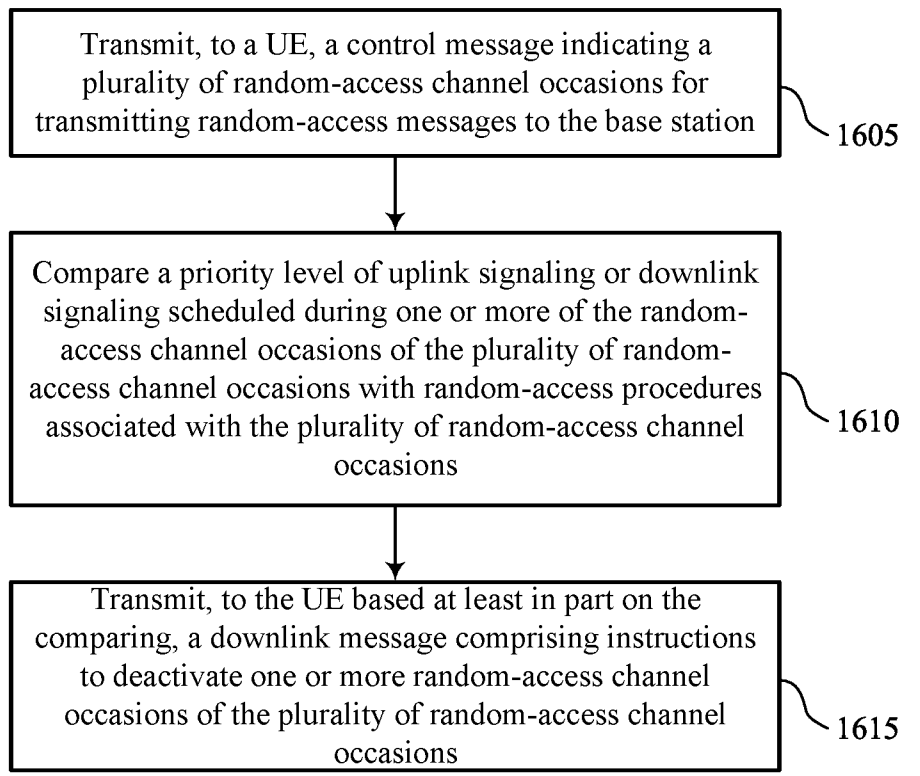 Transmit, to a UE, a control message indicating a
plurality of random-access channel occasions for
transmitting random-access messages to the base station
1605
Compare a priority level of uplink signaling or downlink
signaling scheduled during one or more of the random-
access channel occasions of the plurality of random-
access channel occasions with random-access procedures
associated with the plurality of random-access channel
occasions
1610
Transmit, to the UE based at least in part on the
comparing, a downlink message comprising instructions
to deactivate one or more random-access channel
occasions of the plurality of random-access channel
occasions
1615